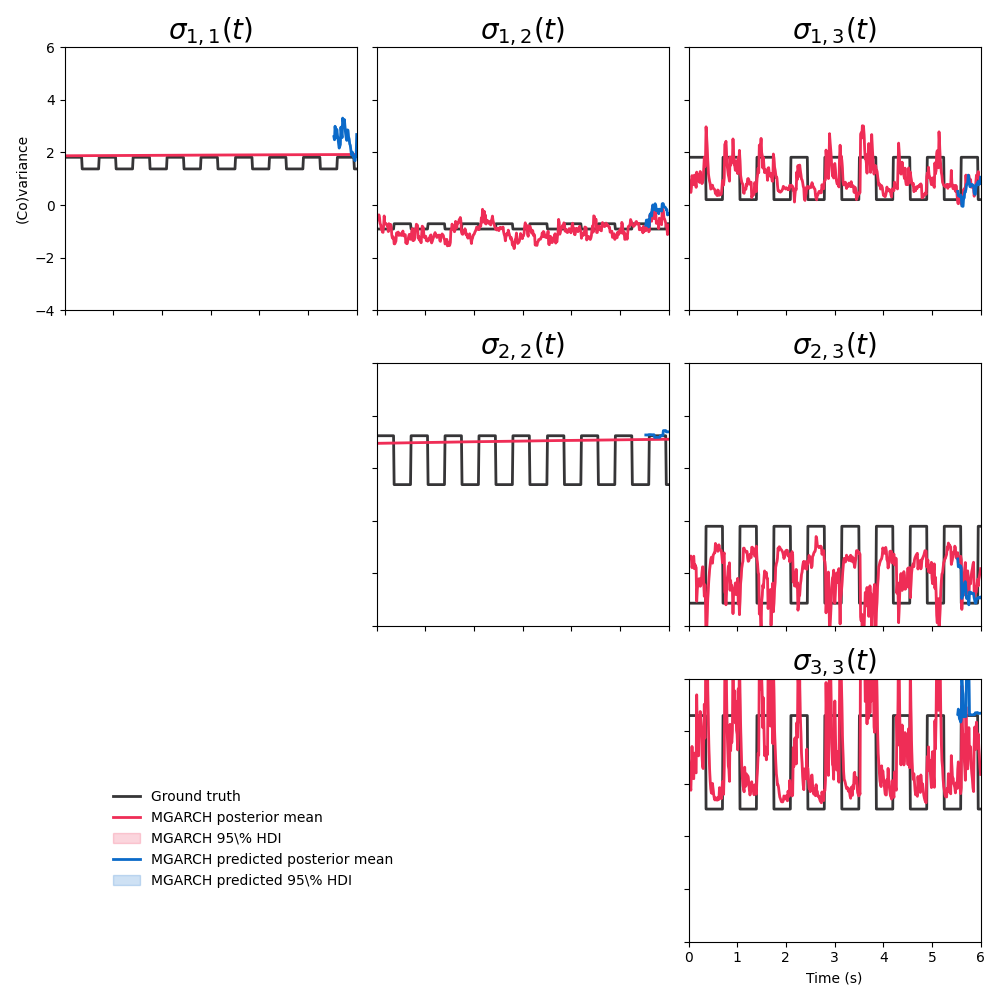 σ₁,₁(t) σ₁,₂(t) σ₁,₃(t)
6
4
2
0
−2
−4
(Co)variance
σ₂,₂(t) σ₂,₃(t)
σ₃,₃(t)
Ground truth
MGARCH posterior mean
MGARCH 95\% HDI
MGARCH predicted posterior mean
MGARCH predicted 95\% HDI
0 1 2 3 4 5 6
Time (s)